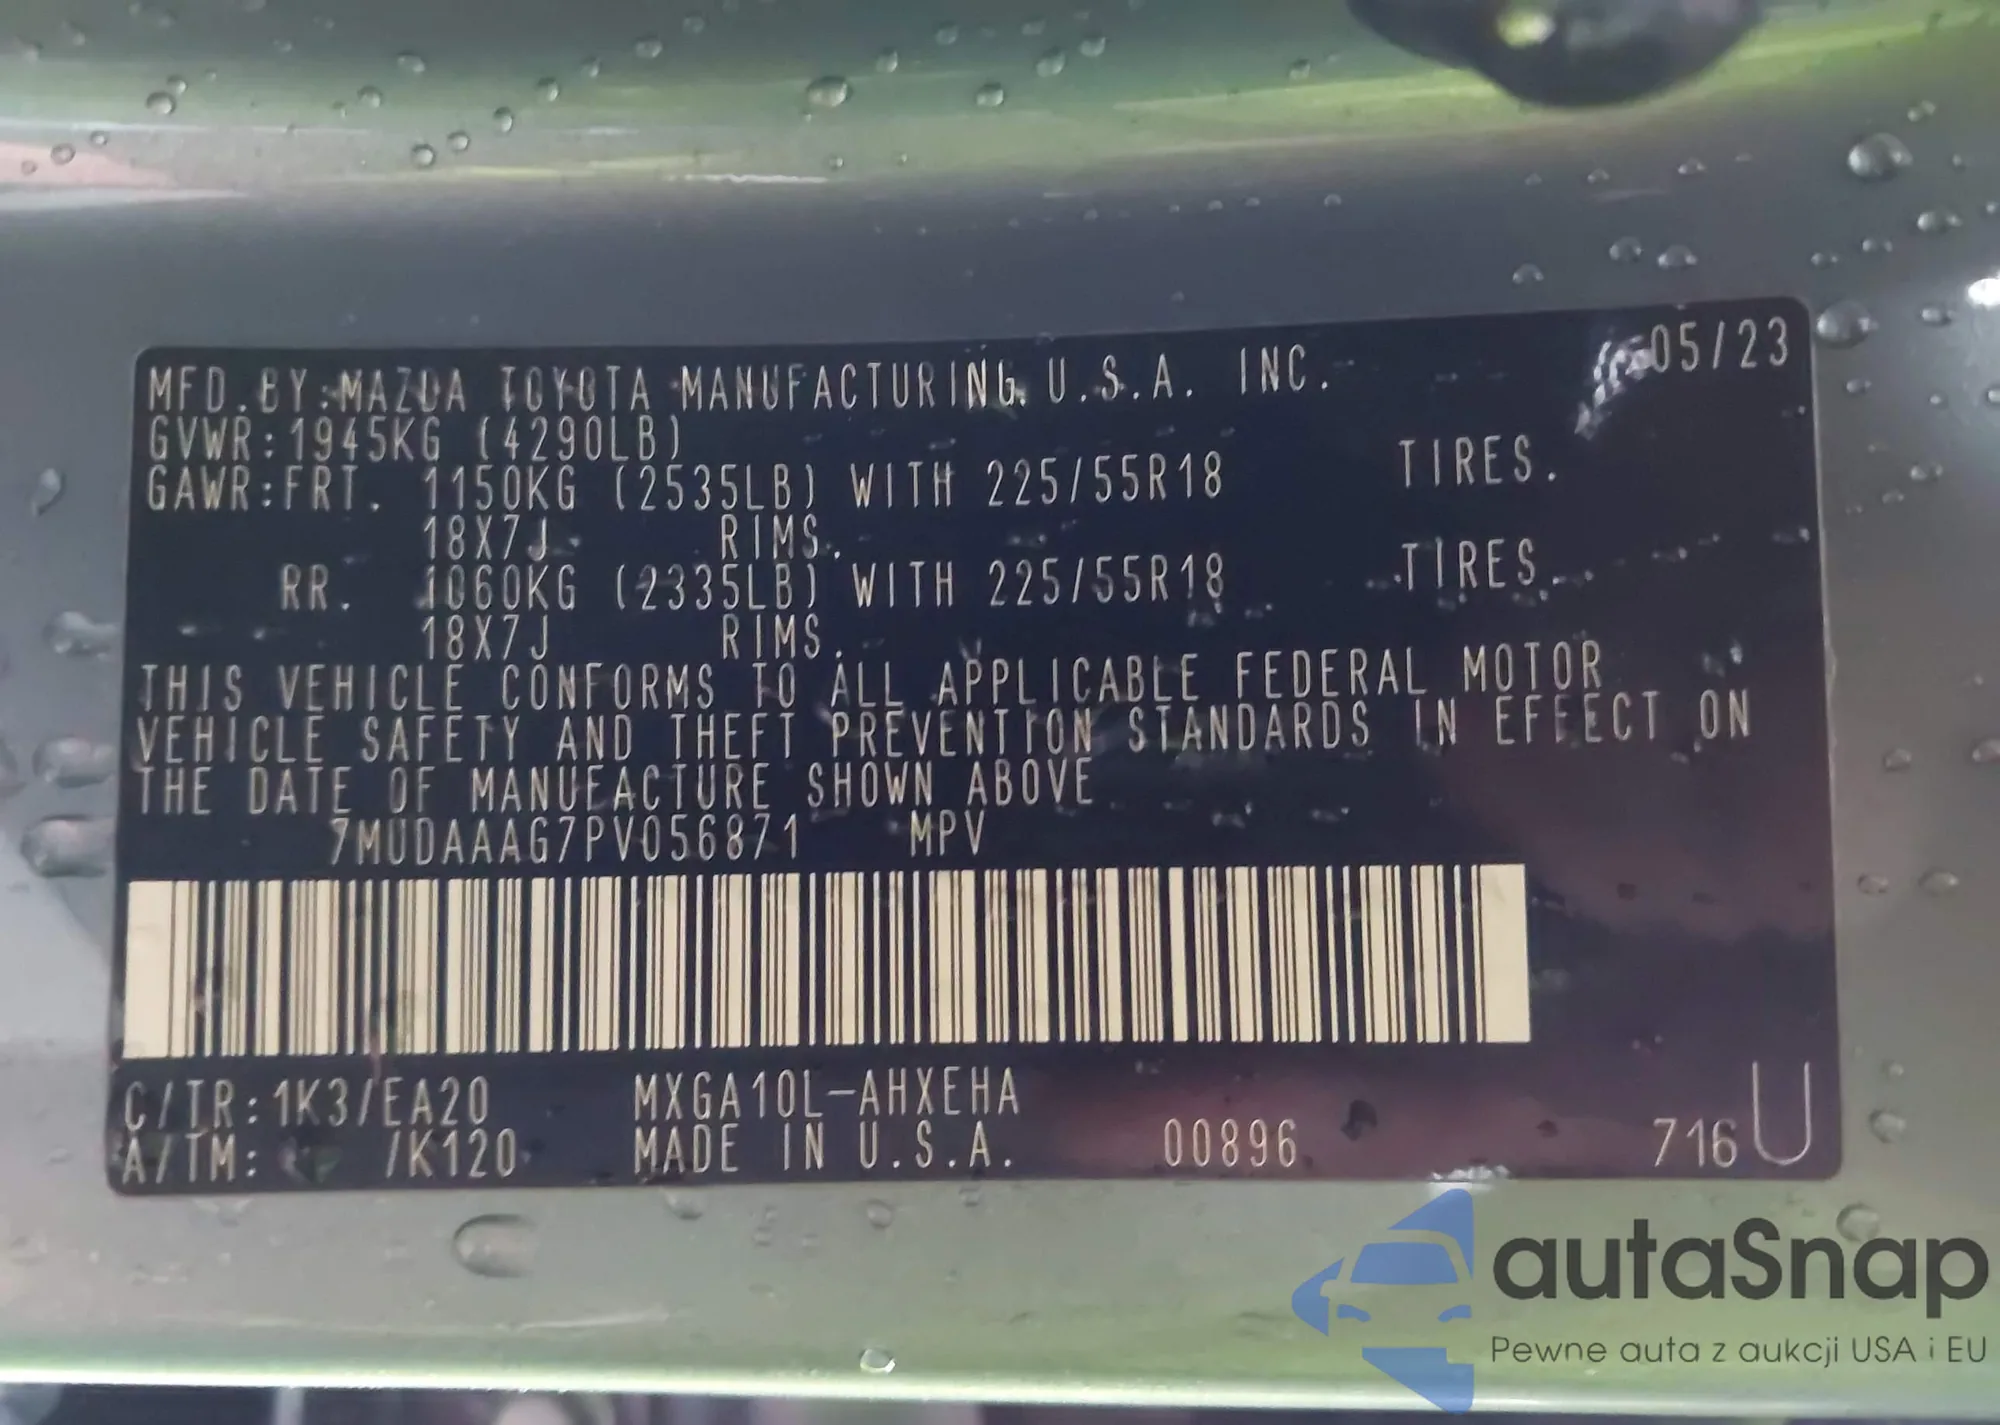 05/23
MFD.BY:MAZDA TOYOTA MANUFACTURING U.S.A. INC.
GVWR:1945KG (4290LB)
GAWR:FRT. 1150KG (2535LB) WITH 225/55R18 TIRES.
18X7J RIMS.
RR. 1060KG (2335LB) WITH 225/55R18 TIRES.
18X7J RIMS.
THIS VEHICLE CONFORMS TO ALL APPLICABLE FEDERAL MOTOR
VEHICLE SAFETY AND THEFT PREVENTION STANDARDS IN EFFECT ON
THE DATE OF MANUFACTURE SHOWN ABOVE
7MUDAAAG7PV056871 MPV
C/TR:1K3/EA20 MXGA10L-AHXEHA
A/TM: /K120 MADE IN U.S.A. 00896 716 U
autaSnap
Pewne auta z aukcji USA i EU